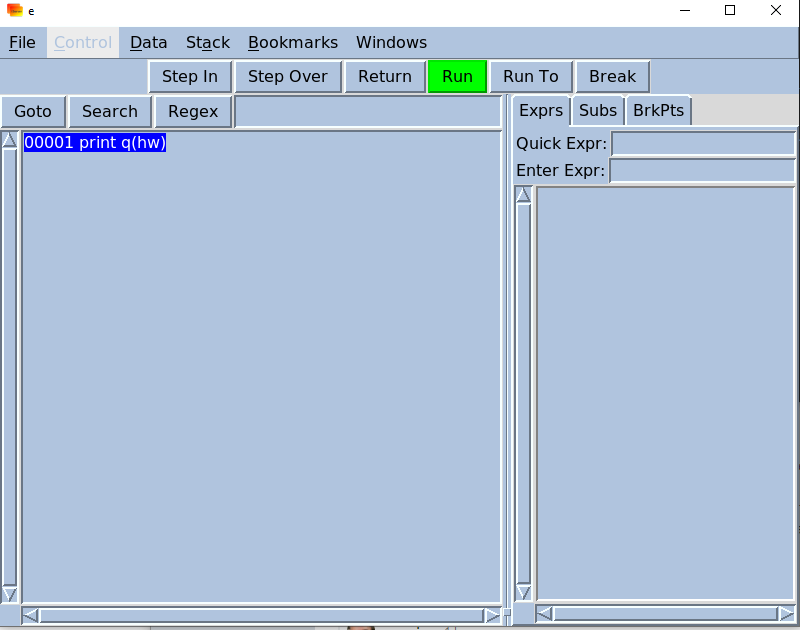 e
File Control Data Stack Bookmarks Windows
Step In Step Over Return Run Run To Break
Goto Search Regex
Exprs Subs BrkPts
00001 print q(hw)
Quick Expr:
Enter Expr: